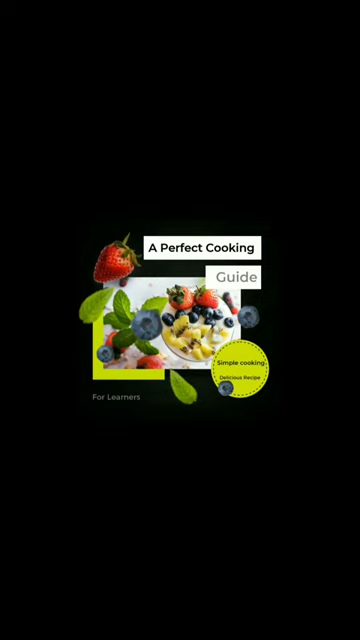 A Perfect Cooking
Guide
Simple cooking
Delicious Recipe
For Learners